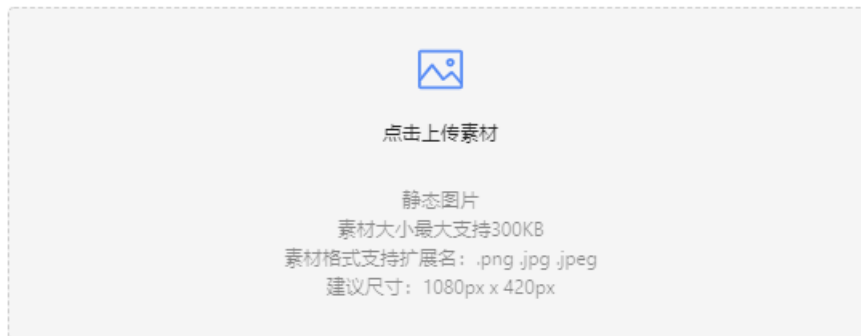 点击上传素材
静态图片
素材大小最大支持300KB
素材格式支持扩展名：.png .jpg .jpeg
建议尺寸：1080px x 420px